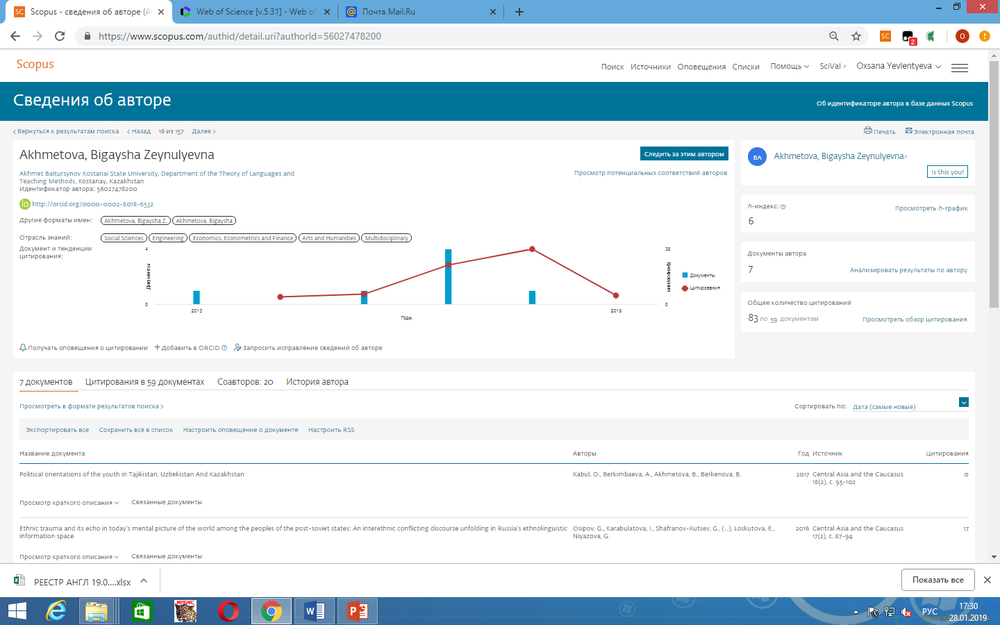 Scopus - сведения об авторе (А
Web of Science [v.5.31] - Web of
Почта Mail.Ru
https://www.scopus.com/authid/detail.uri?authorId=56027478200
SC
2
O
Scopus
Поиск Источники Оповещения Списки Помощь SciVal Oxsana Yevlentyeva
Сведения об авторе
Об идентификаторе автора в базе данных Scopus
Вернуться к результатам поиска Назад 16 из 157 Далее
Печать Электронная почта
Akhmetova, Bigaysha Zeynulyevna
Следить за этим автором
Akhmet Baitursynov Kostanai State University, Department of the Theory of Languages and
Teaching Methods, Kostanay, Kazakhstan
Идентификатор автора: 56027478200
Просмотр потенциальных соответствий авторов
iD http://orcid.org/0000-0002-8018-6532
Другие форматы имен: Akhmetova, Bigaysha Z. Akhmetova, Bigaysha
Отрасль знаний: Social Sciences Engineering Economics, Econometrics and Finance Arts and Humanities Multidisciplinary
Документ и тенденции
цитирования:
4
0
Документы
2013
2018
Годы
38
0
Цитирования
Документы
Цитирования
Получать оповещения о цитировании Добавить в ORCID Запросить исправление сведений об авторе
BA
Akhmetova, Bigaysha Zeynulyevna
Is this you?
h-индекс:
Просмотреть h-график
6
Документы автора
7
Анализировать результаты по автору
Общее количество цитирований
83 по 59 документам
Просмотреть обзор цитирования
7 документов Цитирования в 59 документах Соавторов: 20 История автора
Просмотреть в формате результатов поиска
Сортировать по: Дата (самые новые)
Экспортировать все Сохранить все в список Настроить оповещение о документе Настроить RSS
Название документа Авторы Год Источник Цитирования
Political orientations of the youth in Tajikistan, Uzbekistan And Kazakhstan Kabul, O., Berkimbaeva, A., Akhmetova, B., Berkenova, B. 2017 Central Asia and the Caucasus 0
18(2), с. 95-102
Просмотр краткого описания Связанные документы
Ethnic trauma and its echo in today's mental picture of the world among the peoples of the post-soviet states: An interethnic conflicting discourse unfolding in Russia's ethnolinguistic Osipov, G., Karabulatova, I., Shafranov-Kutsev, G., (...), Loskutova, E., 2016 Central Asia and the Caucasus 17
information space Niyazova, G. 17(2), с. 87-94
Просмотр краткого описания Связанные документы
РЕЕСТР АНГЛ 19.0....xlsx
Показать все
ИРБИС
РУС
17:30
28.01.2019